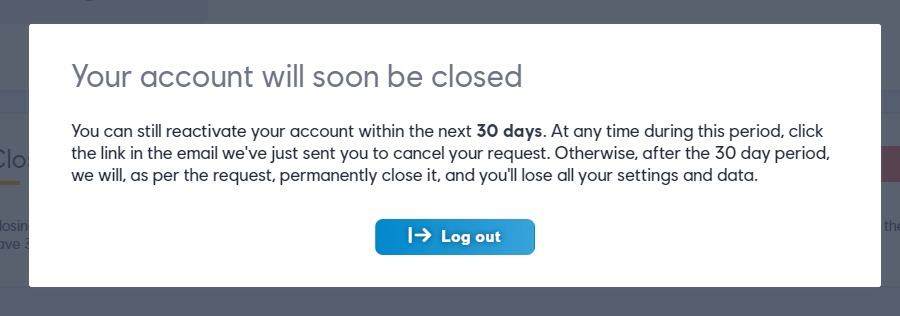 Your account will soon be closed
You can still reactivate your account within the next 30 days. At any time during this period, click
the link in the email we've just sent you to cancel your request. Otherwise, after the 30 day period,
we will, as per the request, permanently close it, and you'll lose all your settings and data.
Log out